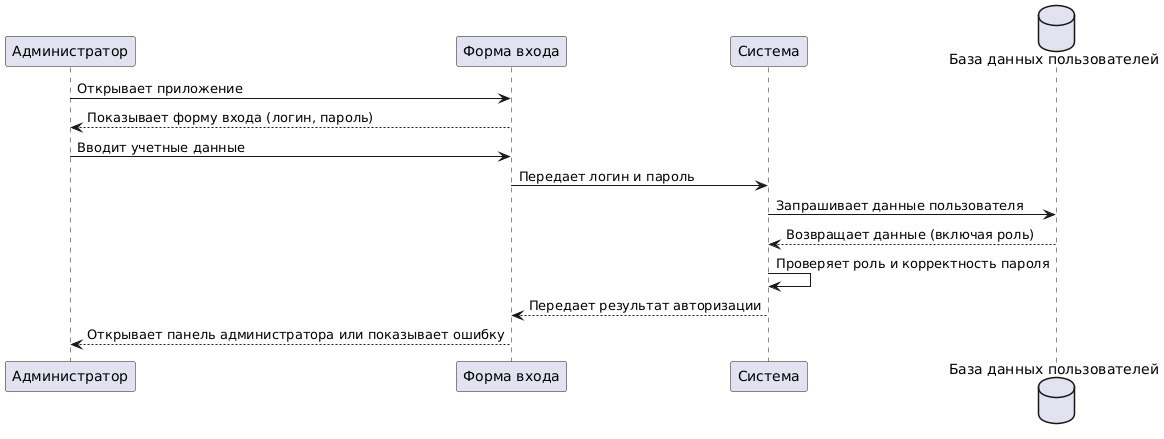 Администратор
Форма входа
Система
База данных пользователей
Открывает приложение
Показывает форму входа (логин, пароль)
Вводит учетные данные
Передает логин и пароль
Запрашивает данные пользователя
Возвращает данные (включая роль)
Проверяет роль и корректность пароля
Передает результат авторизации
Открывает панель администратора или показывает ошибку
Администратор
Форма входа
Система
База данных пользователей